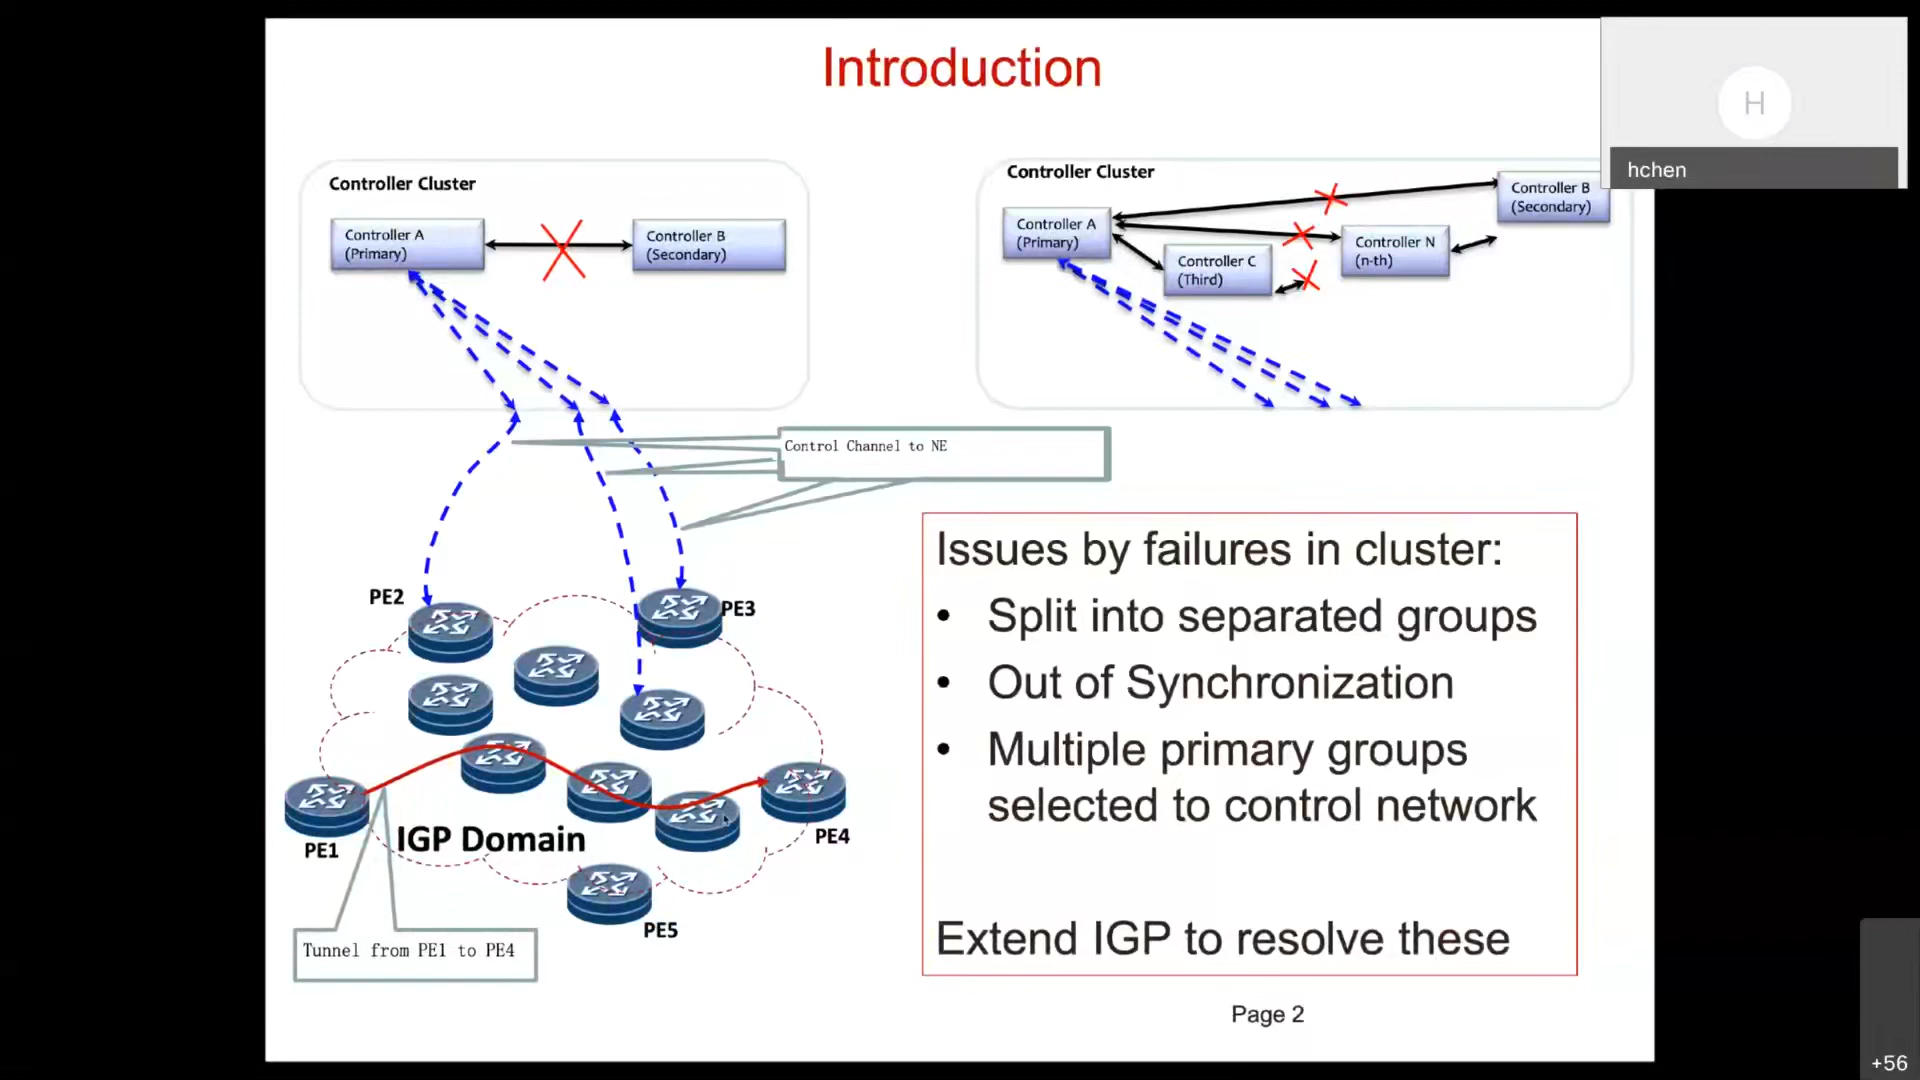 Introduction
H
hchen
Controller Cluster
Controller A
(Primary)
Controller B
(Secondary)
Controller Cluster
Controller A
(Primary)
Controller C
(Third)
Controller N
(n-th)
Controller B
(Secondary)
Control Channel to NE
PE2
PE3
PE1
IGP Domain
PE4
PE5
Tunnel from PE1 to PE4
Issues by failures in cluster:
• Split into separated groups
• Out of Synchronization
• Multiple primary groups
selected to control network
Extend IGP to resolve these
Page 2
+56